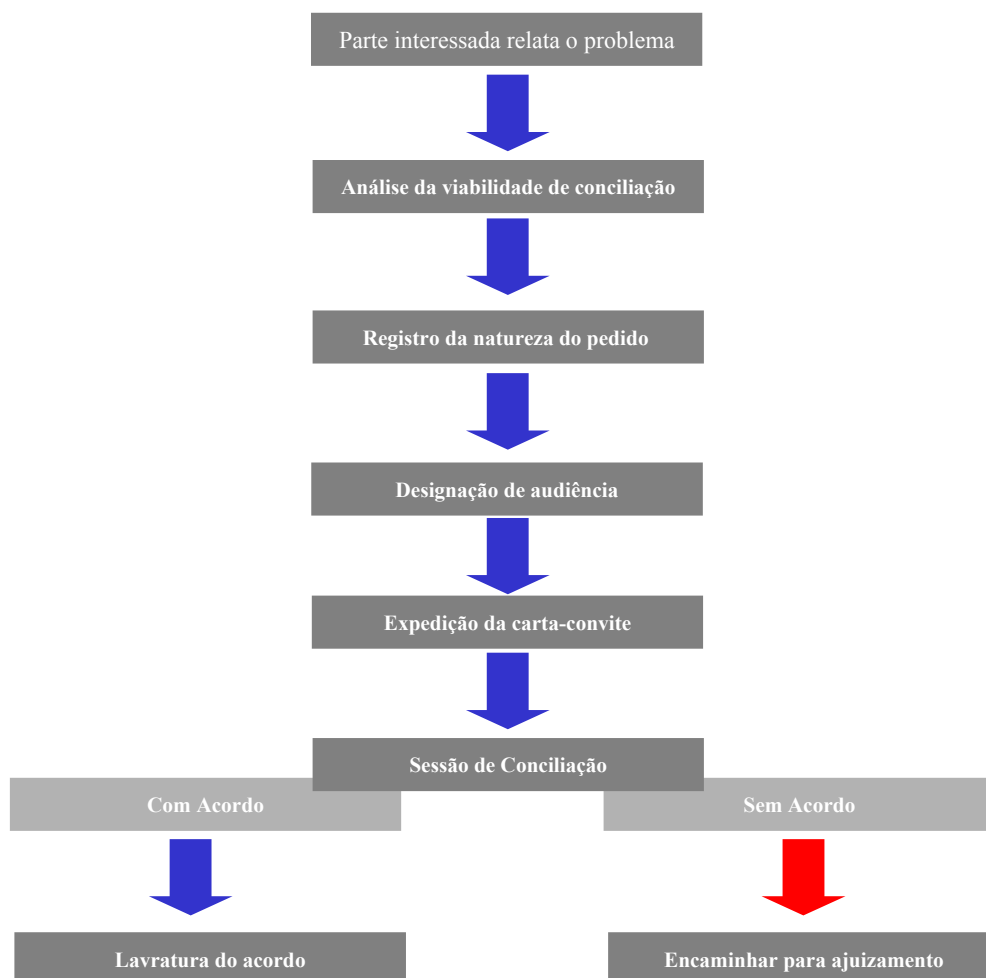 Parte interessada relata o problema
Análise da viabilidade de conciliação
Registro da natureza do pedido
Designação de audiência
Expedição da carta-convite
Sessão de Conciliação
Com Acordo
Sem Acordo
Lavratura do acordo
Encaminhar para ajuizamento